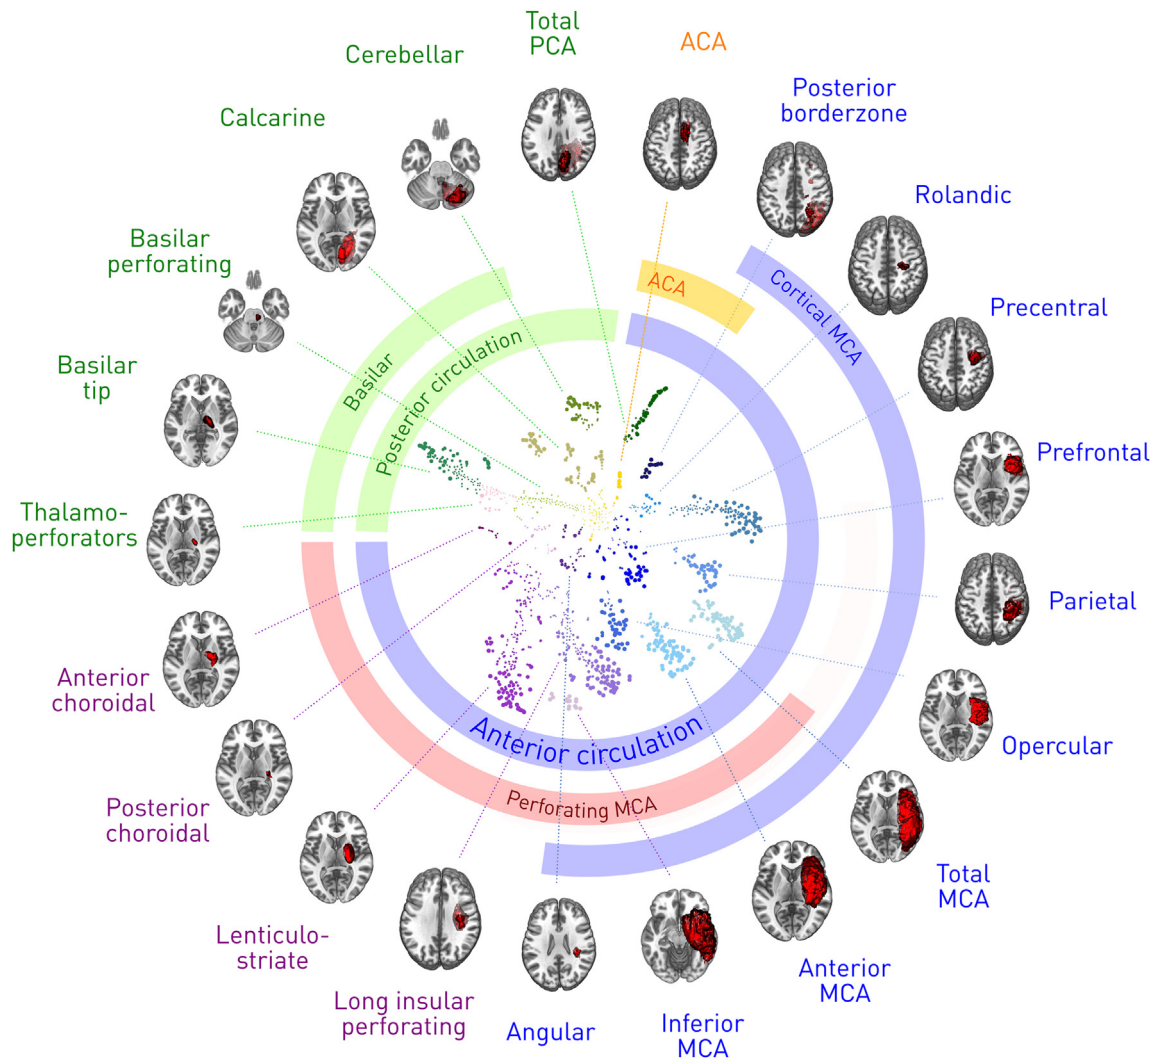 Total
PCA
ACA
Cerebellar
Posterior
borderzone
Calcarine
Rolandic
Basilar
perforating
Precentral
Basilar
tip
Prefrontal
Thalamo-
perforators
Parietal
Anterior
choroidal
Opercular
Posterior
choroidal
Total
MCA
Lenticulo-
striate
Anterior
MCA
Long insular
perforating
Angular
Inferior
MCA
ACA
Cortical MCA
Basilar
Posterior circulation
Anterior circulation
Perforating MCA